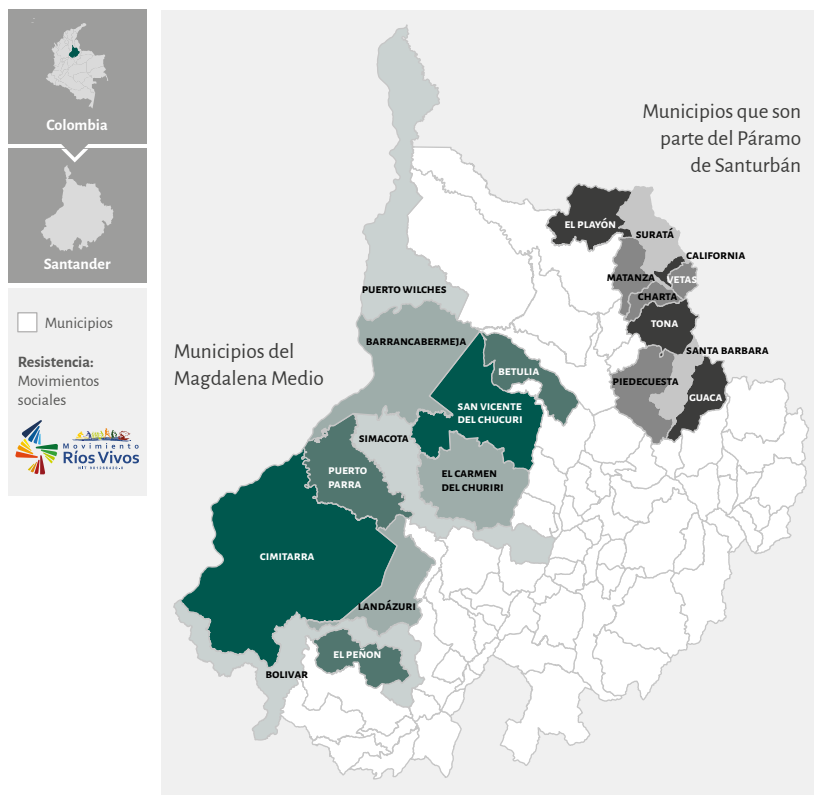 Colombia
Santander
Municipios
Resistencia:
Movimientos
sociales
Movimiento
Ríos Vivos
Municipios que son
parte del Páramo
de Santurbán
EL PLAYÓN
SURATÁ
CALIFORNIA
MATANZA
VETAS
CHARTA
TONA
SANTA BARBARA
PIEDECUESTA
GUACA
Municipios del
Magdalena Medio
PUERTO WILCHES
BARRANCABERMEJA
BETULIA
SAN VICENTE
DEL CHUCURI
SIMACOTA
EL CARMEN
DEL CHURIRI
PUERTO
PARRA
CIMITARRA
LANDÁZURI
EL PEÑON
BOLIVAR